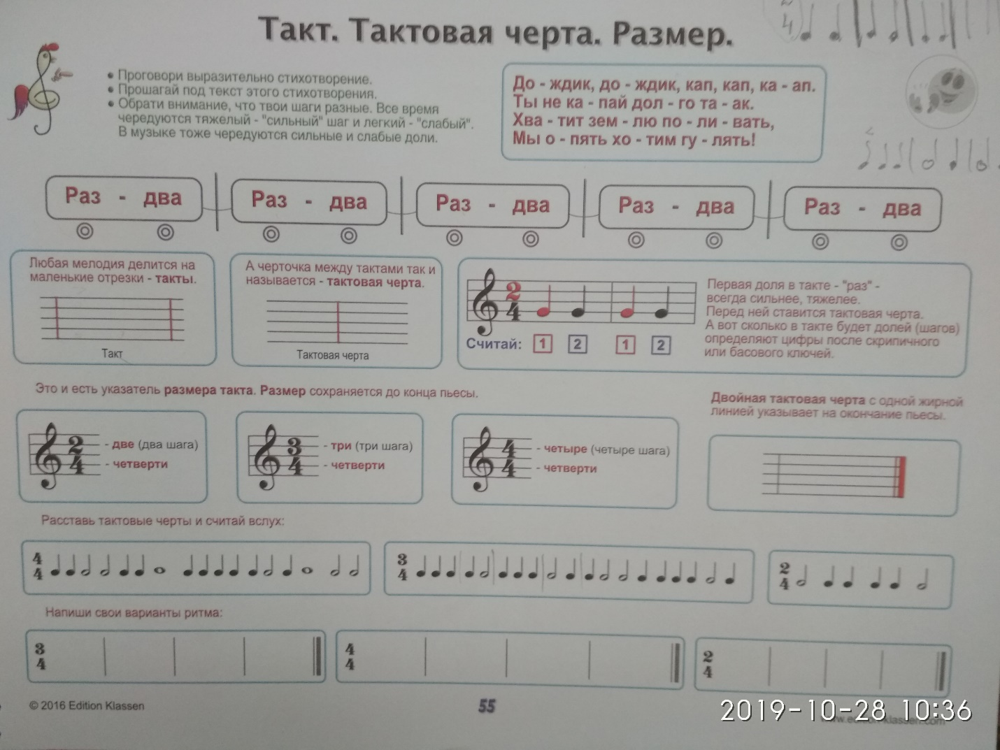 Такт. Тактовая черта. Размер.
• Проговори выразительно стихотворение.
• Прошагай под текст этого стихотворения.
• Обрати внимание, что твои шаги разные. Все время
чередуются тяжелый - "сильный" шаг и легкий - "слабый".
В музыке тоже чередуются сильные и слабые доли.
До - ждик, до - ждик, кап, кап, ка - ап.
Ты не ка - пай дол - го та - ак.
Хва - тит зем - лю по - ли - вать,
Мы о - пять хо - тим гу - лять!
Раз - два Раз - два Раз - два Раз - два Раз - два
Любая мелодия делится на
маленькие отрезки - такты.
Такт
А черточка между тактами так и
называется - тактовая черта.
Тактовая черта
2
4
Считай: 1 2 1 2
Первая доля в такте - "раз" -
всегда сильнее, тяжелее.
Перед ней ставится тактовая черта.
А вот сколько в такте будет долей (шагов)
определяют цифры после скрипичного
или басового ключей.
Это и есть указатель размера такта. Размер сохраняется до конца пьесы.
2 - две (два шага)
4 - четверти
3 - три (три шага)
4 - четверти
4 - четыре (четыре шага)
4 - четверти
Двойная тактовая черта с одной жирной
линией указывает на окончание пьесы.
Расставь тактовые черты и считай вслух:
4
4
3
4
2
4
Напиши свои варианты ритма:
3
4
4
4
2
4
© 2016 Edition Klassen
55
www.edition-klassen.com
2019-10-28 10:36